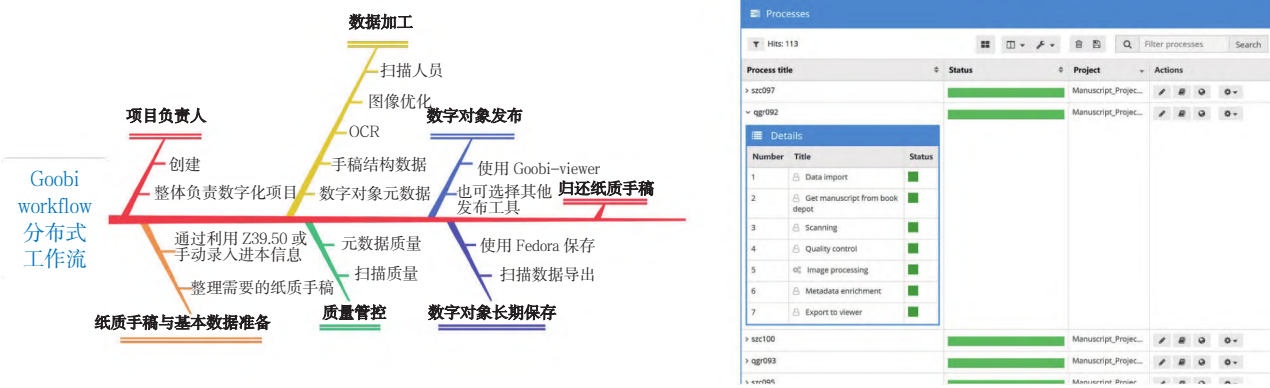 Goobi
workflow
分布式
工作流
项目负责人
创建
整体负责数字化项目
数据加工
扫描人员
图像优化
OCR
手稿结构数据
数字对象元数据
数字对象发布
使用 Goobi-viewer
也可选择其他
发布工具
归还纸质手稿
通过利用 Z39.50 或
手动录入进本信息
整理需要的纸质手稿
纸质手稿与基本数据准备
元数据质量
扫描质量
质量管控
使用 Fedora 保存
扫描数据导出
数字对象长期保存
Processes
Hits: 113
Filter processes Search
Process title Status Project Actions
szc097 Manuscript_Projec...
qgr092 Manuscript_Projec...
Details
Number Title Status
1 Data import
2 Get manuscript from book
depot
3 Scanning
4 Quality control
5 Image processing
6 Metadata enrichment
7 Export to viewer
szc100 Manuscript_Projec...
qgr093 Manuscript_Projec...
szc095 Manuscript_Projec...